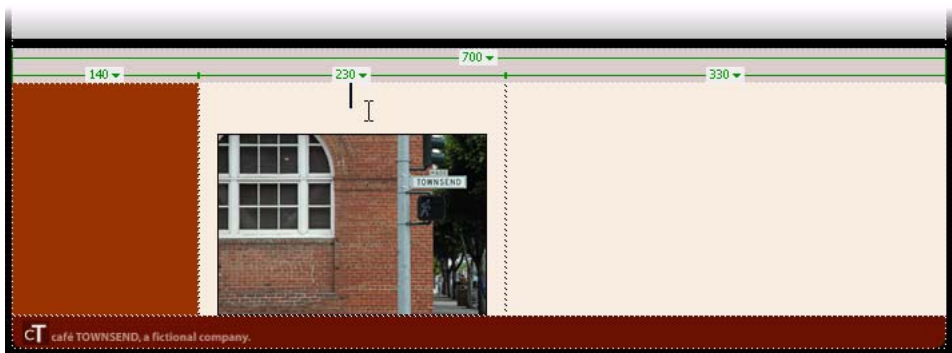 700
140
230
330
TOWNSEND
cT café TOWNSEND, a fictional company.